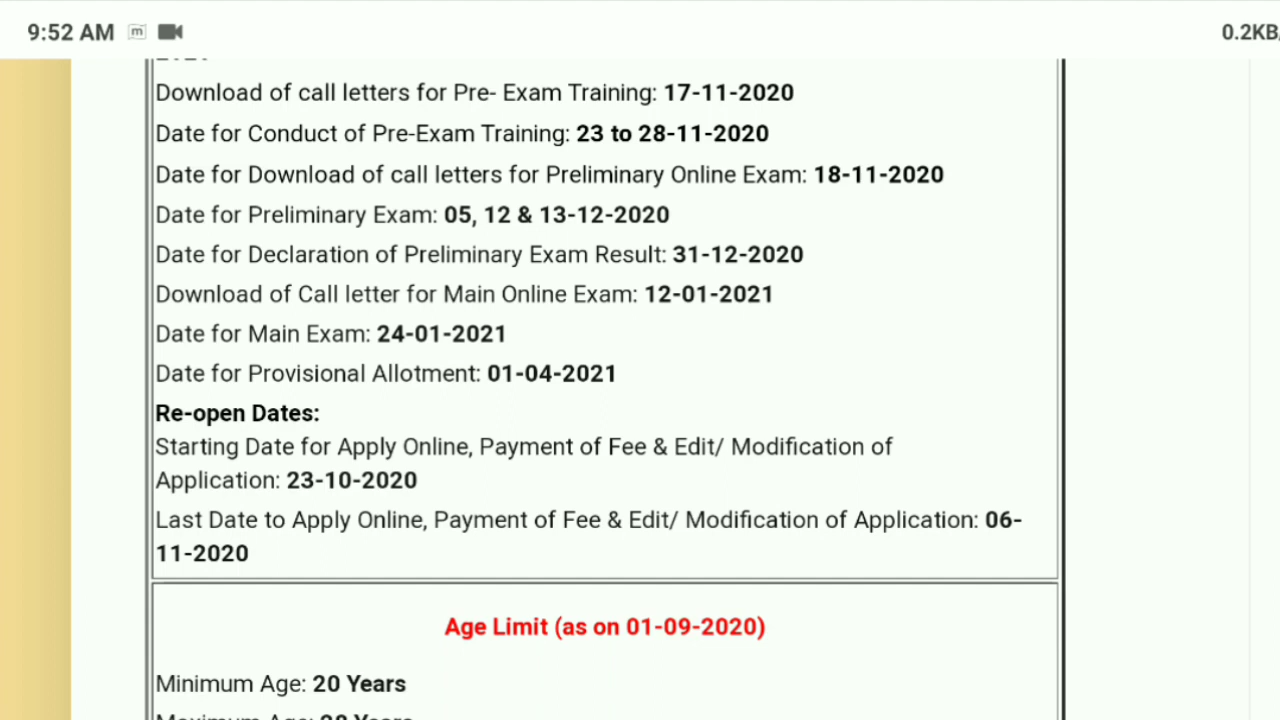 9:52 AM m 0.2KB/
Download of call letters for Pre- Exam Training: 17-11-2020
Date for Conduct of Pre-Exam Training: 23 to 28-11-2020
Date for Download of call letters for Preliminary Online Exam: 18-11-2020
Date for Preliminary Exam: 05, 12 & 13-12-2020
Date for Declaration of Preliminary Exam Result: 31-12-2020
Download of Call letter for Main Online Exam: 12-01-2021
Date for Main Exam: 24-01-2021
Date for Provisional Allotment: 01-04-2021
Re-open Dates:
Starting Date for Apply Online, Payment of Fee & Edit/ Modification of
Application: 23-10-2020
Last Date to Apply Online, Payment of Fee & Edit/ Modification of Application: 06-
11-2020
Age Limit (as on 01-09-2020)
Minimum Age: 20 Years